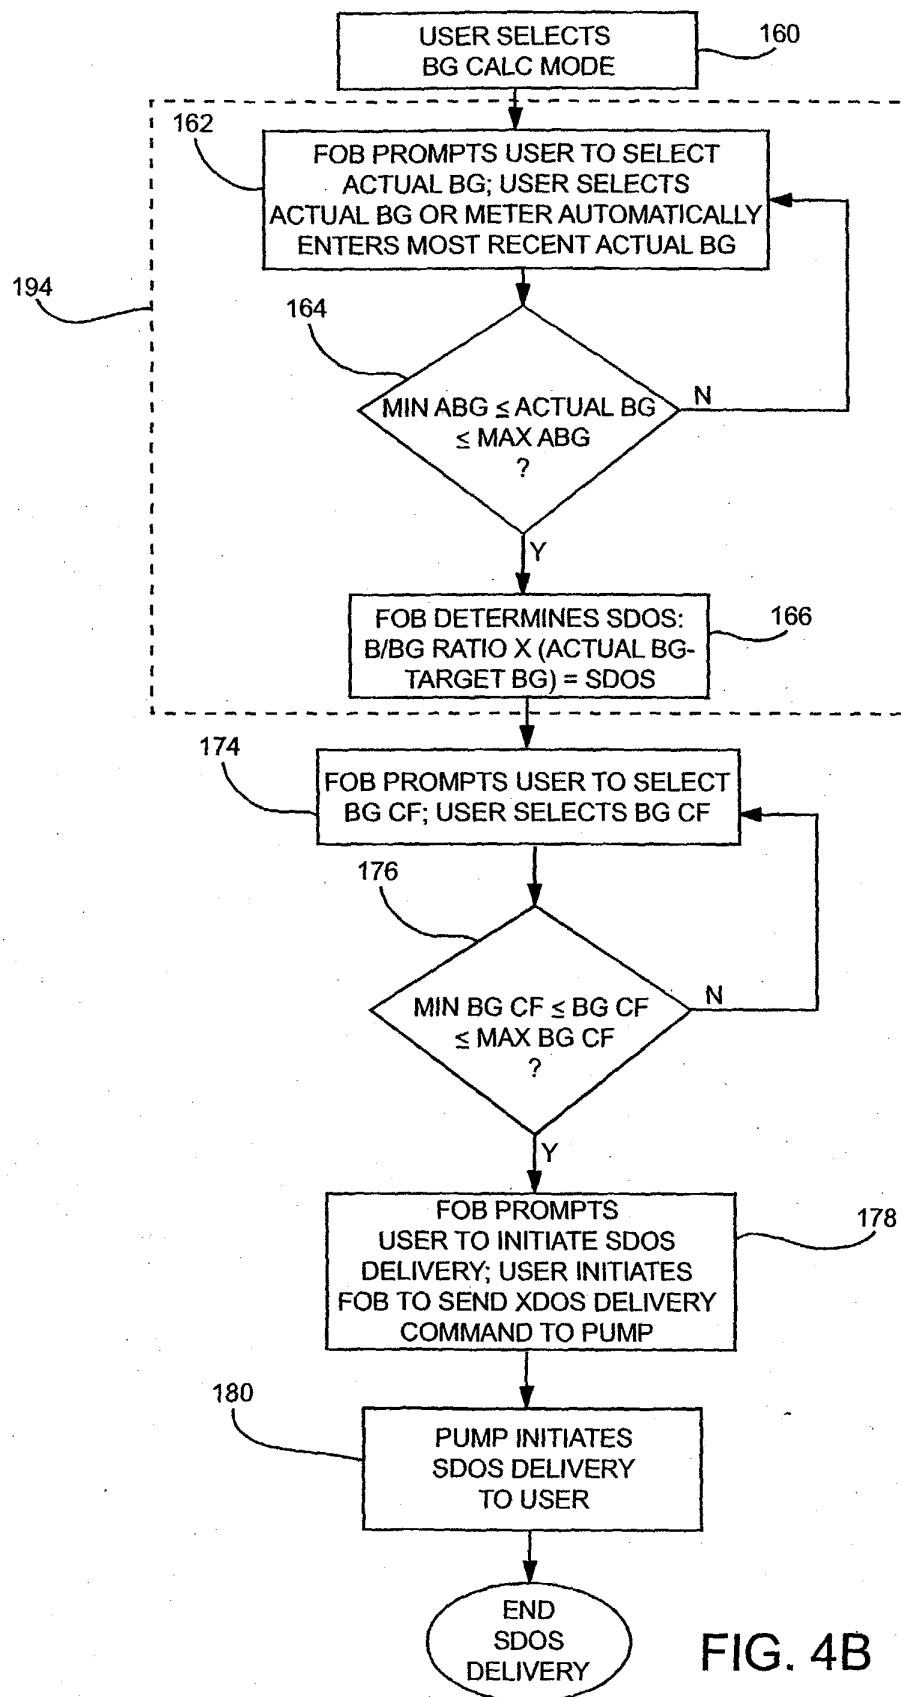 USER SELECTS
BG CALC MODE
160
162
FOB PROMPTS USER TO SELECT
ACTUAL BG; USER SELECTS
ACTUAL BG OR METER AUTOMATICALLY
ENTERS MOST RECENT ACTUAL BG
194
164
MIN ABG ≤ ACTUAL BG
≤ MAX ABG
?
N
Y
FOB DETERMINES SDOS:
B/BG RATIO X (ACTUAL BG-
TARGET BG) = SDOS
166
174
FOB PROMPTS USER TO SELECT
BG CF; USER SELECTS BG CF
176
MIN BG CF ≤ BG CF
≤ MAX BG CF
?
N
Y
FOB PROMPTS
USER TO INITIATE SDOS
DELIVERY; USER INITIATES
FOB TO SEND XDOS DELIVERY
COMMAND TO PUMP
178
180
PUMP INITIATES
SDOS DELIVERY
TO USER
END
SDOS
DELIVERY
FIG. 4B